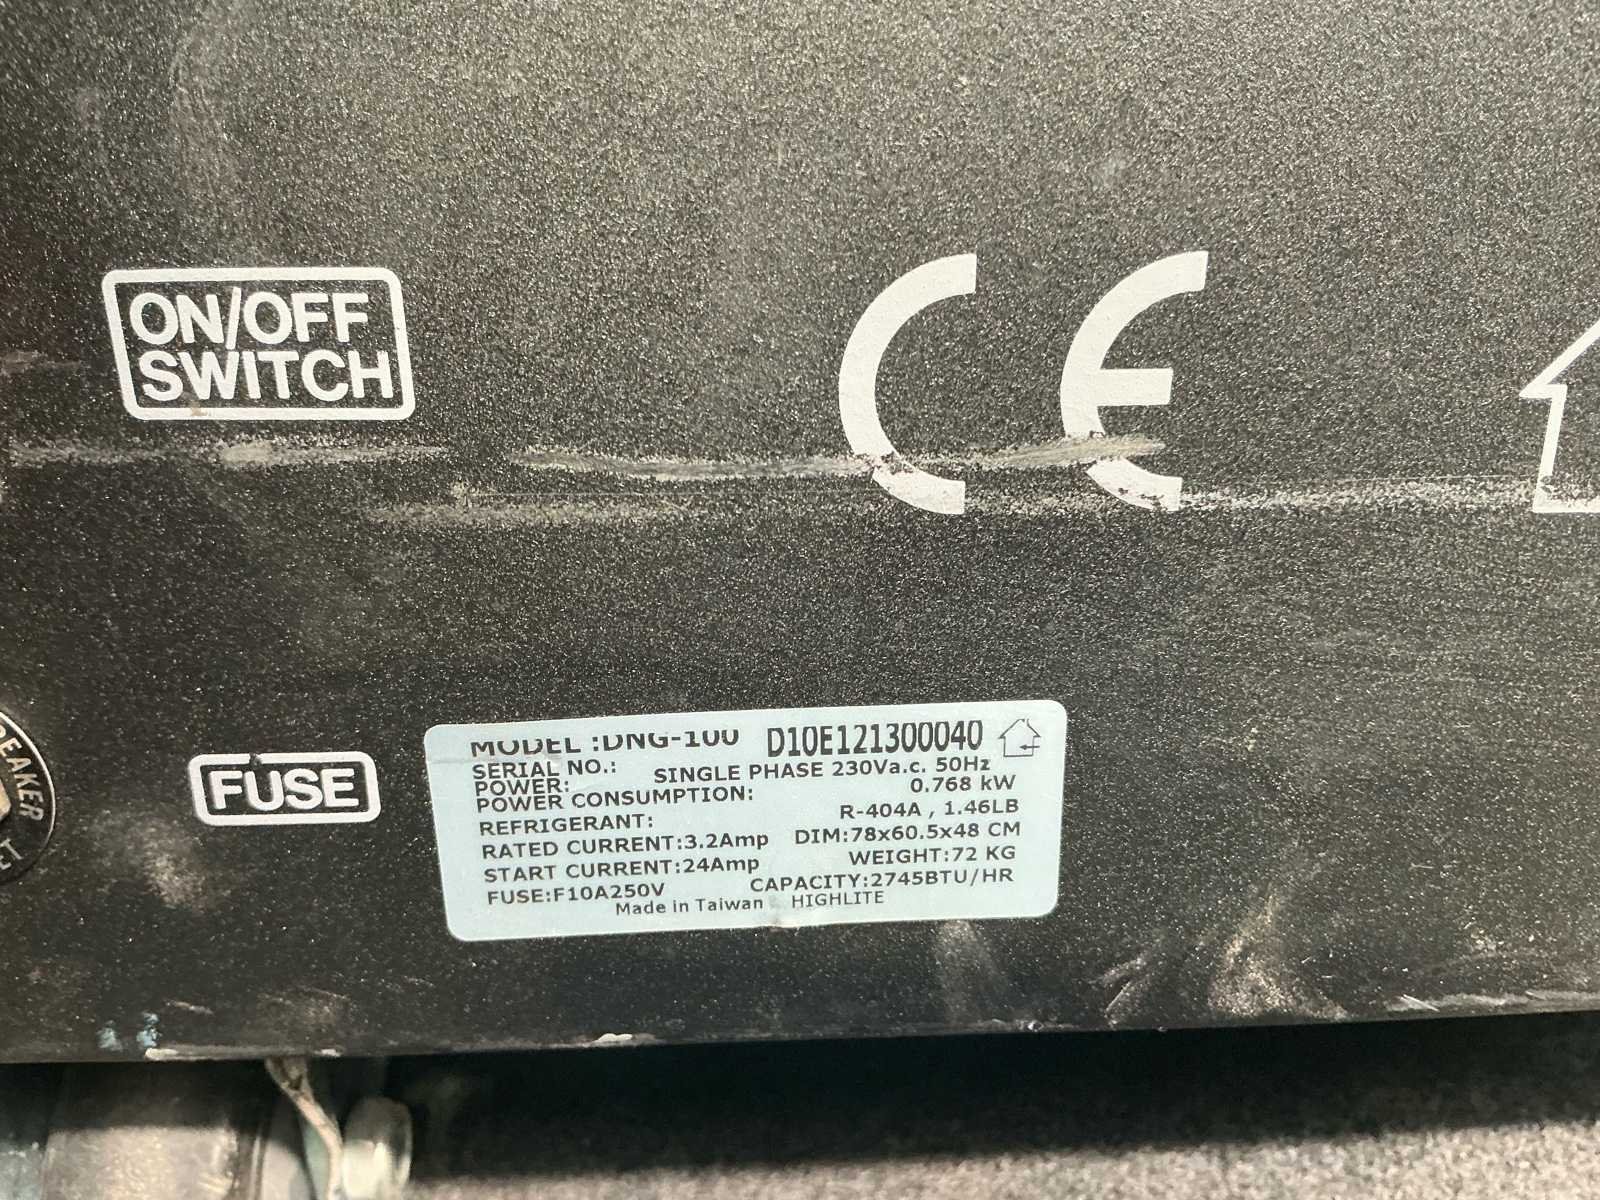 ON/OFF
SWITCH
CE
FUSE
MODEL :DNG-100 D10E121300040
SERIAL NO.:
POWER: SINGLE PHASE 230Va.c. 50Hz
POWER CONSUMPTION: 0.768 kW
REFRIGERANT: R-404A , 1.46LB
RATED CURRENT:3.2Amp DIM:78x60.5x48 CM
START CURRENT:24Amp WEIGHT:72 KG
FUSE:F10A250V CAPACITY:2745BTU/HR
Made in Taiwan HIGHLITE